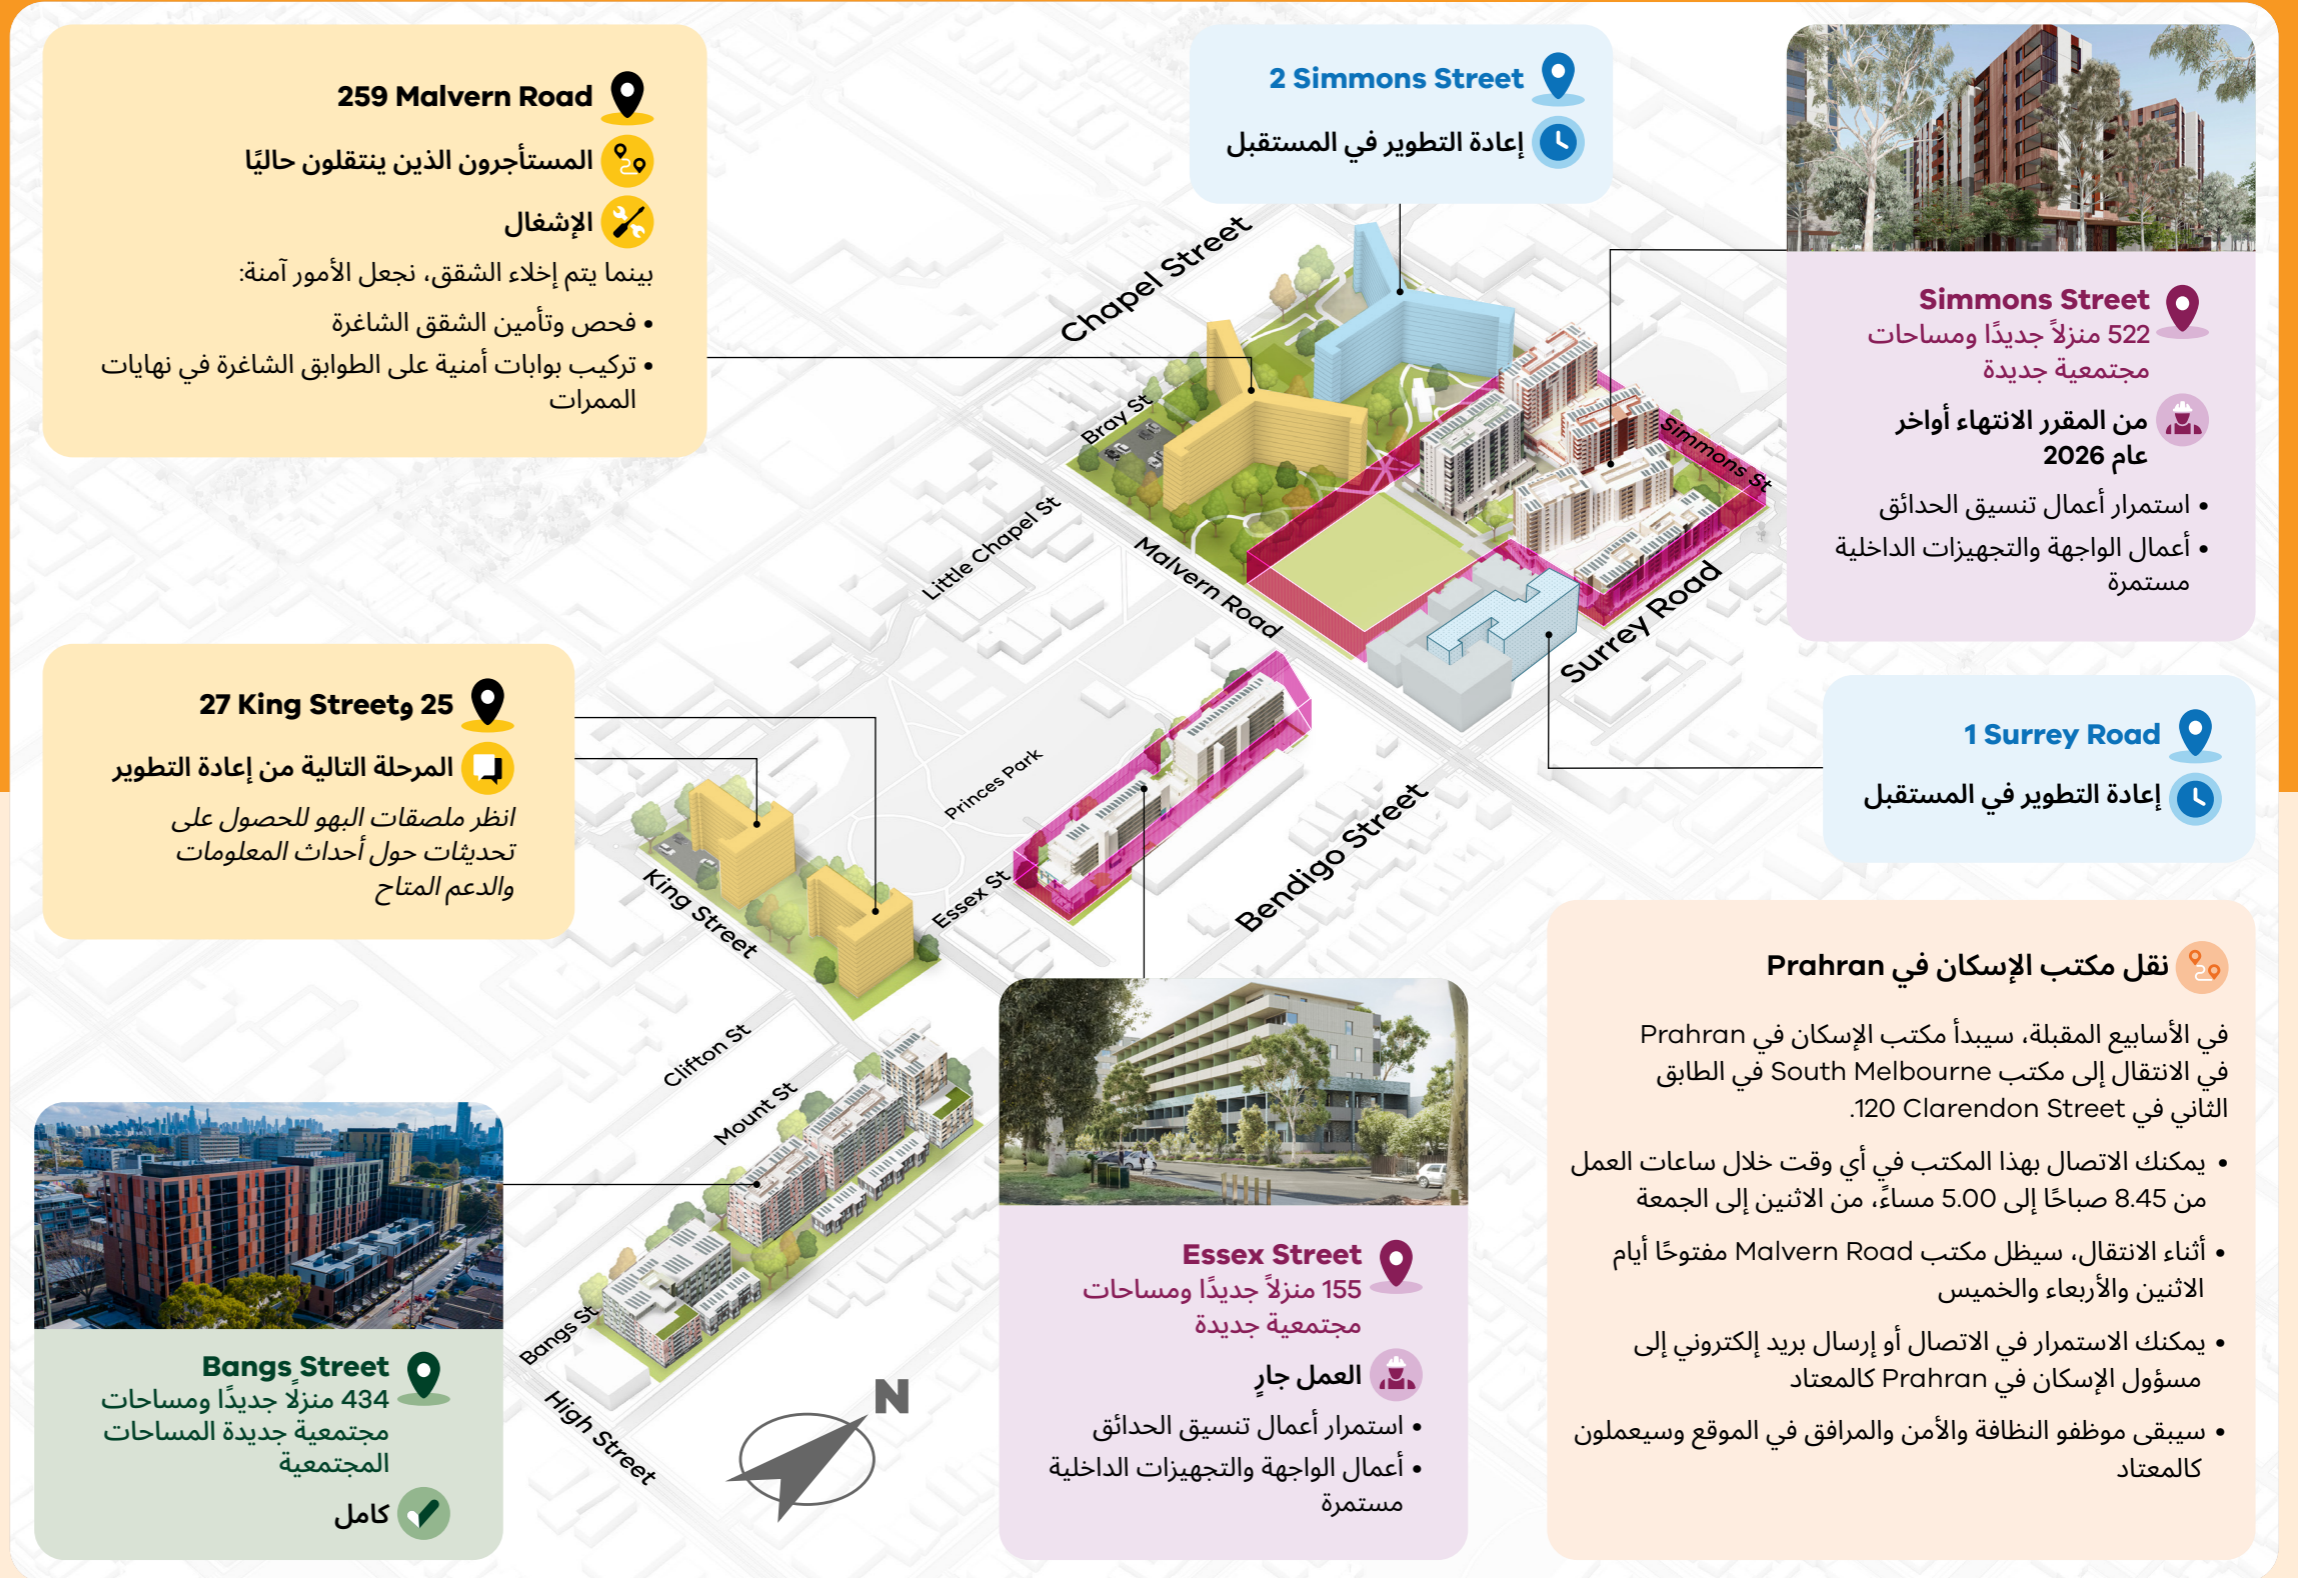 259 Malvern Road
المستأجرون الذين ينتقلون حاليًا
الإشغال
بينما يتم إخلاء الشقق، نجعل الأمور آمنة:
• فحص وتأمين الشقق الشاغرة
• تركيب بوابات أمنية على الطوابق الشاغرة في نهايات
الممرات
2 Simmons Street
إعادة التطوير في المستقبل
Simmons Street
522 منزلاً جديدًا ومساحات
مجتمعية جديدة
من المقرر الانتهاء أواخر
عام 2026
• استمرار أعمال تنسيق الحدائق
• أعمال الواجهة والتجهيزات الداخلية
مستمرة
Chapel Street
Bray St
Simmons St
Little Chapel St
Malvern Road
Surrey Road
25 و27 King Street
المرحلة التالية من إعادة التطوير
انظر ملصقات البهو للحصول على
تحديثات حول أحداث المعلومات
والدعم المتاح
1 Surrey Road
إعادة التطوير في المستقبل
Princes Park
King Street
Essex St
Bendigo Street
Clifton St
Mount St
Bangs St
High Street
N
نقل مكتب الإسكان في Prahran
في الأسابيع المقبلة، سيبدأ مكتب الإسكان في Prahran
في الانتقال إلى مكتب South Melbourne في الطابق
الثاني في 120 Clarendon Street.
• يمكنك الاتصال بهذا المكتب في أي وقت خلال ساعات العمل
من 8.45 صباحًا إلى 5.00 مساءً، من الاثنين إلى الجمعة
• أثناء الانتقال، سيظل مكتب Malvern Road مفتوحًا أيام
الاثنين والأربعاء والخميس
• يمكنك الاستمرار في الاتصال أو إرسال بريد إلكتروني إلى
مسؤول الإسكان في Prahran كالمعتاد
• سيبقى موظفو النظافة والأمن والمرافق في الموقع وسيعملون
كالمعتاد
Essex Street
155 منزلاً جديدًا ومساحات
مجتمعية جديدة
العمل جارٍ
• استمرار أعمال تنسيق الحدائق
• أعمال الواجهة والتجهيزات الداخلية
مستمرة
Bangs Street
434 منزلًا جديدًا ومساحات
مجتمعية جديدة المساحات
المجتمعية
كامل